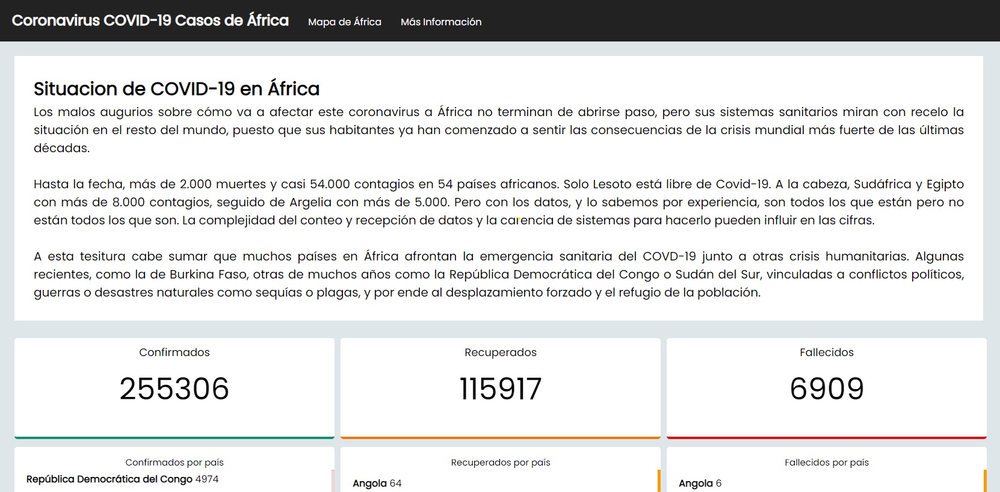 Coronavirus COVID-19 Casos de África Mapa de África Más Información
Situacion de COVID-19 en África
Los malos augurios sobre cómo va a afectar este coronavirus a África no terminan de abrirse paso, pero sus sistemas sanitarios miran con recelo la
situación en el resto del mundo, puesto que sus habitantes ya han comenzado a sentir las consecuencias de la crisis mundial más fuerte de las últimas
décadas.
Hasta la fecha, más de 2.000 muertes y casi 54.000 contagios en 54 países africanos. Solo Lesoto está libre de Covid-19. A la cabeza, Sudáfrica y Egipto
con más de 8.000 contagios, seguido de Argelia con más de 5.000. Pero con los datos, y lo sabemos por experiencia, son todos los que están pero no
están todos los que son. La complejidad del conteo y recepción de datos y la carencia de sistemas para hacerlo pueden influir en las cifras.
A esta tesitura cabe sumar que muchos países en África afrontan la emergencia sanitaria del COVD-19 junto a otras crisis humanitarias. Algunas
recientes, como la de Burkina Faso, otras de muchos años como la República Democrática del Congo o Sudán del Sur, vinculadas a conflictos políticos,
guerras o desastres naturales como sequías o plagas, y por ende al desplazamiento forzado y el refugio de la población.
Confirmados
255306
Recuperados
115917
Fallecidos
6909
Confirmados por país
República Democrática del Congo 4974
Recuperados por país
Angola 64
Fallecidos por país
Angola 6